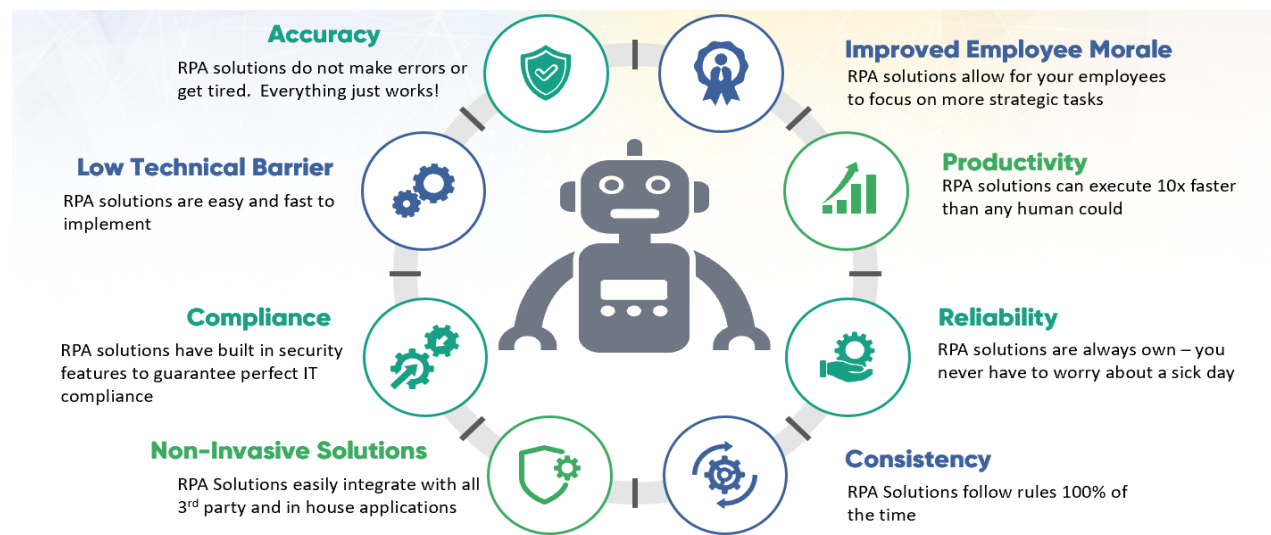 Accuracy
RPA solutions do not make errors or
get tired.  Everything just works!
Improved Employee Morale
RPA solutions allow for your employees
to focus on more strategic tasks
Low Technical Barrier
RPA solutions are easy and fast to
implement
Productivity
RPA solutions can execute 10x faster
than any human could
Compliance
RPA solutions have built in security
features to guarantee perfect IT
compliance
Reliability
RPA solutions are always own – you
never have to worry about a sick day
Non-Invasive Solutions
RPA Solutions easily integrate with all
3rd party and in house applications
Consistency
RPA Solutions follow rules 100% of
the time